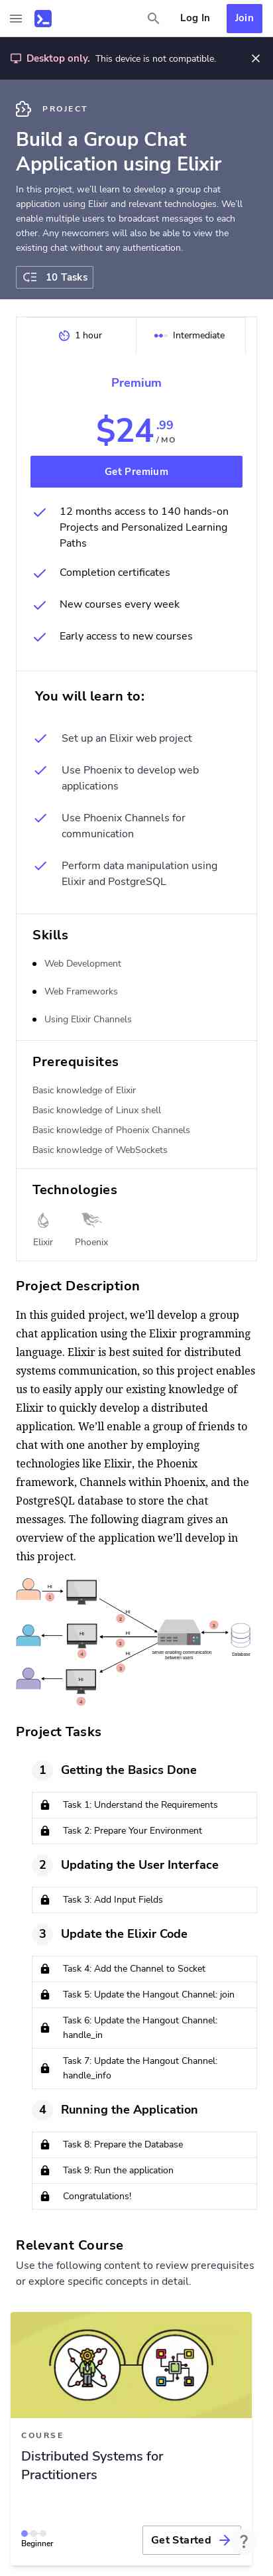 Log In
Join
Desktop only. This device is not compatible.
PROJECT
Build a Group Chat
Application using Elixir
In this project, we'll learn to develop a group chat
application using Elixir and relevant technologies. We'll
enable multiple users to broadcast messages to each
other. Any newcomers will also be able to view the
existing chat without any authentication.
10 Tasks
1 hour
Intermediate
Premium
$24.99
/ MO
Get Premium
12 months access to 140 hands-on
Projects and Personalized Learning
Paths
Completion certificates
New courses every week
Early access to new courses
You will learn to:
Set up an Elixir web project
Use Phoenix to develop web
applications
Use Phoenix Channels for
communication
Perform data manipulation using
Elixir and PostgreSQL
Skills
Web Development
Web Frameworks
Using Elixir Channels
Prerequisites
Basic knowledge of Elixir
Basic knowledge of Linux shell
Basic knowledge of Phoenix Channels
Basic knowledge of WebSockets
Technologies
Elixir
Phoenix
Project Description
In this guided project, we'll develop a group
chat application using the Elixir programming
language. Elixir is best suited for distributed
systems communication, so this project enables
us to easily apply our existing knowledge of
Elixir to quickly develop a distributed
application. We'll enable a group of friends to
chat with one another by employing
technologies like Elixir, the Phoenix
framework, Channels within Phoenix, and the
PostgreSQL database to store the chat
messages. The following diagram gives an
overview of the application we'll develop in
this project.
Hi
1
Hi
Hi
2
Hi
4
Hi
3
3
server enabling communication
between users
Database
Hi
4
Hi
3
Project Tasks
1
Getting the Basics Done
Task 1: Understand the Requirements
Task 2: Prepare Your Environment
2
Updating the User Interface
Task 3: Add Input Fields
3
Update the Elixir Code
Task 4: Add the Channel to Socket
Task 5: Update the Hangout Channel: join
Task 6: Update the Hangout Channel:
handle_in
Task 7: Update the Hangout Channel:
handle_info
4
Running the Application
Task 8: Prepare the Database
Task 9: Run the application
Congratulations!
Relevant Course
Use the following content to review prerequisites
or explore specific concepts in detail.
COURSE
Distributed Systems for
Practitioners
Beginner
Get Started
?